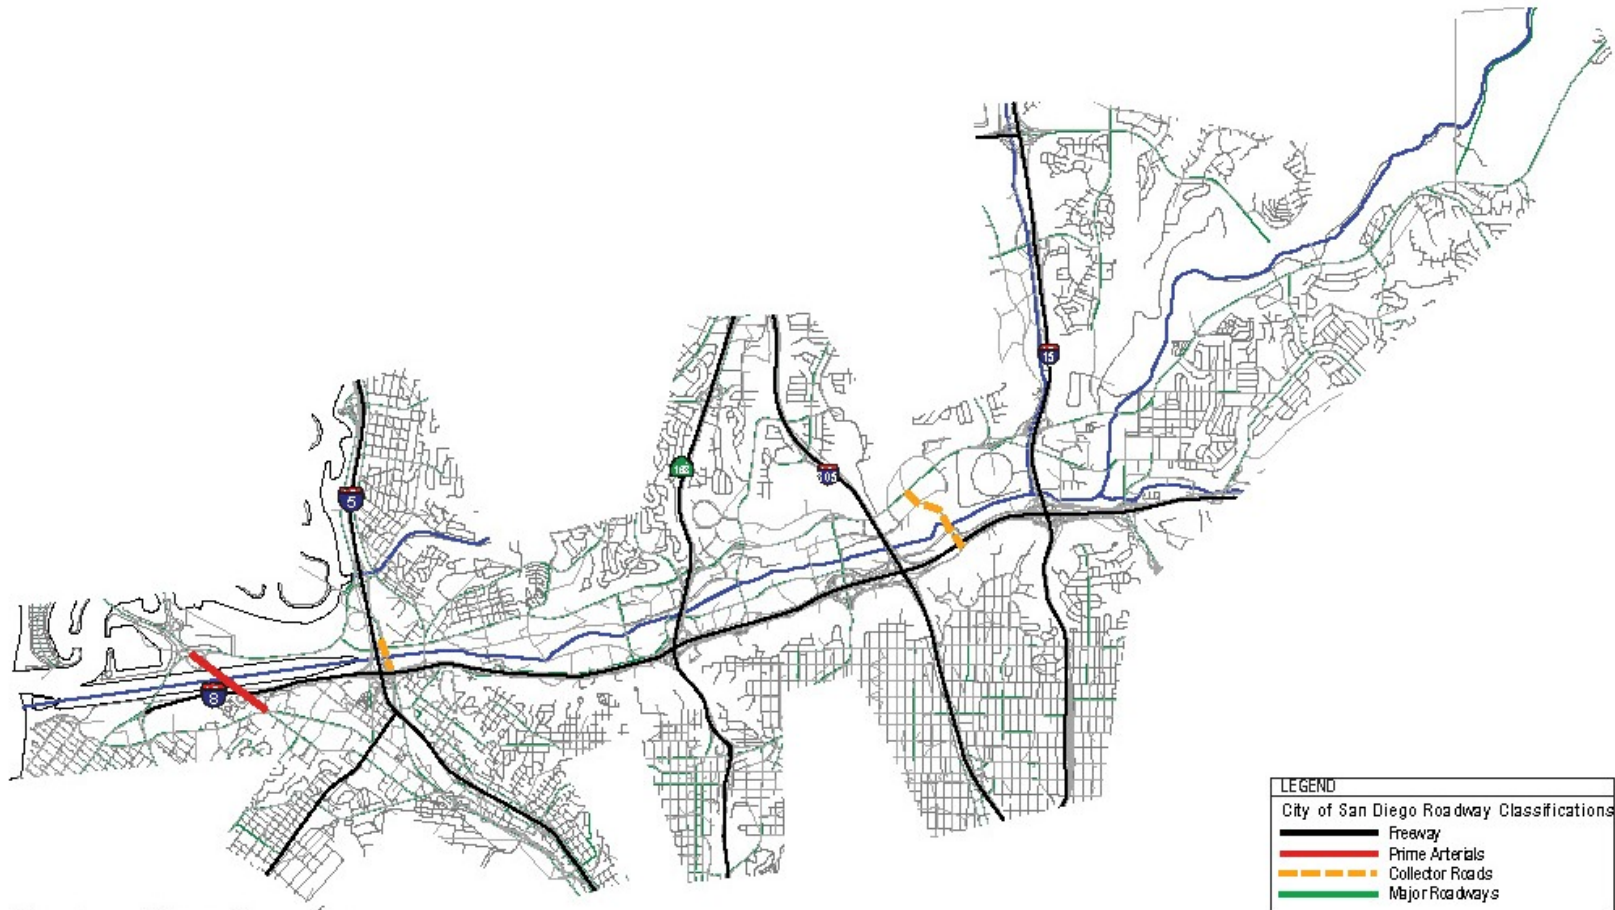 15
163
805
5
8
LEGEND
City of San Diego Roadway Classifications
Freeway
Prime Arterials
Collector Roads
Major Roadways